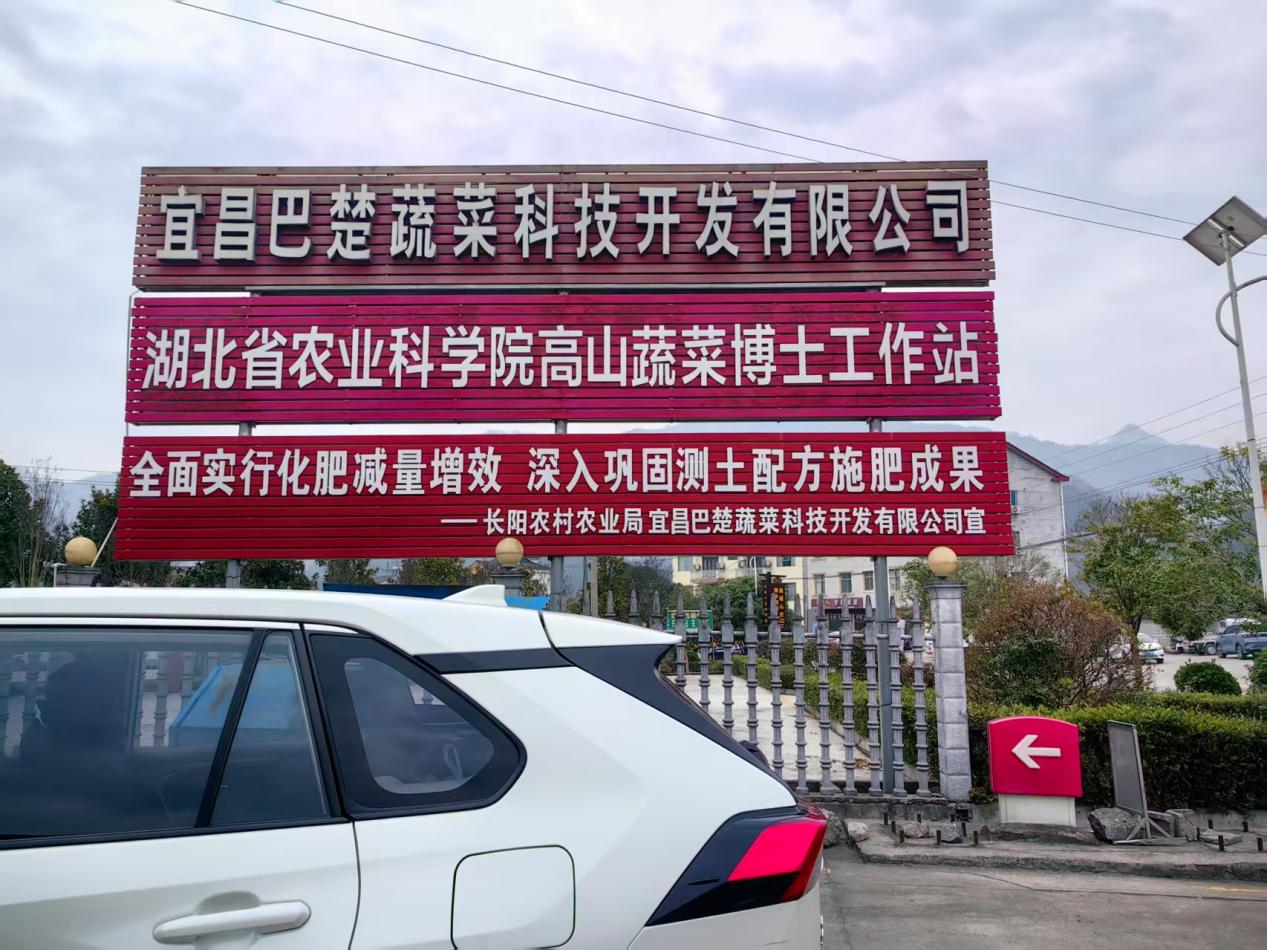 宜昌巴楚蔬菜科技开发有限公司
湖北省农业科学院高山蔬菜博士工作站
全面实行化肥减量增效 深入巩固测土配方施肥成果
——长阳农村农业局 宜昌巴楚蔬菜科技开发有限公司宣